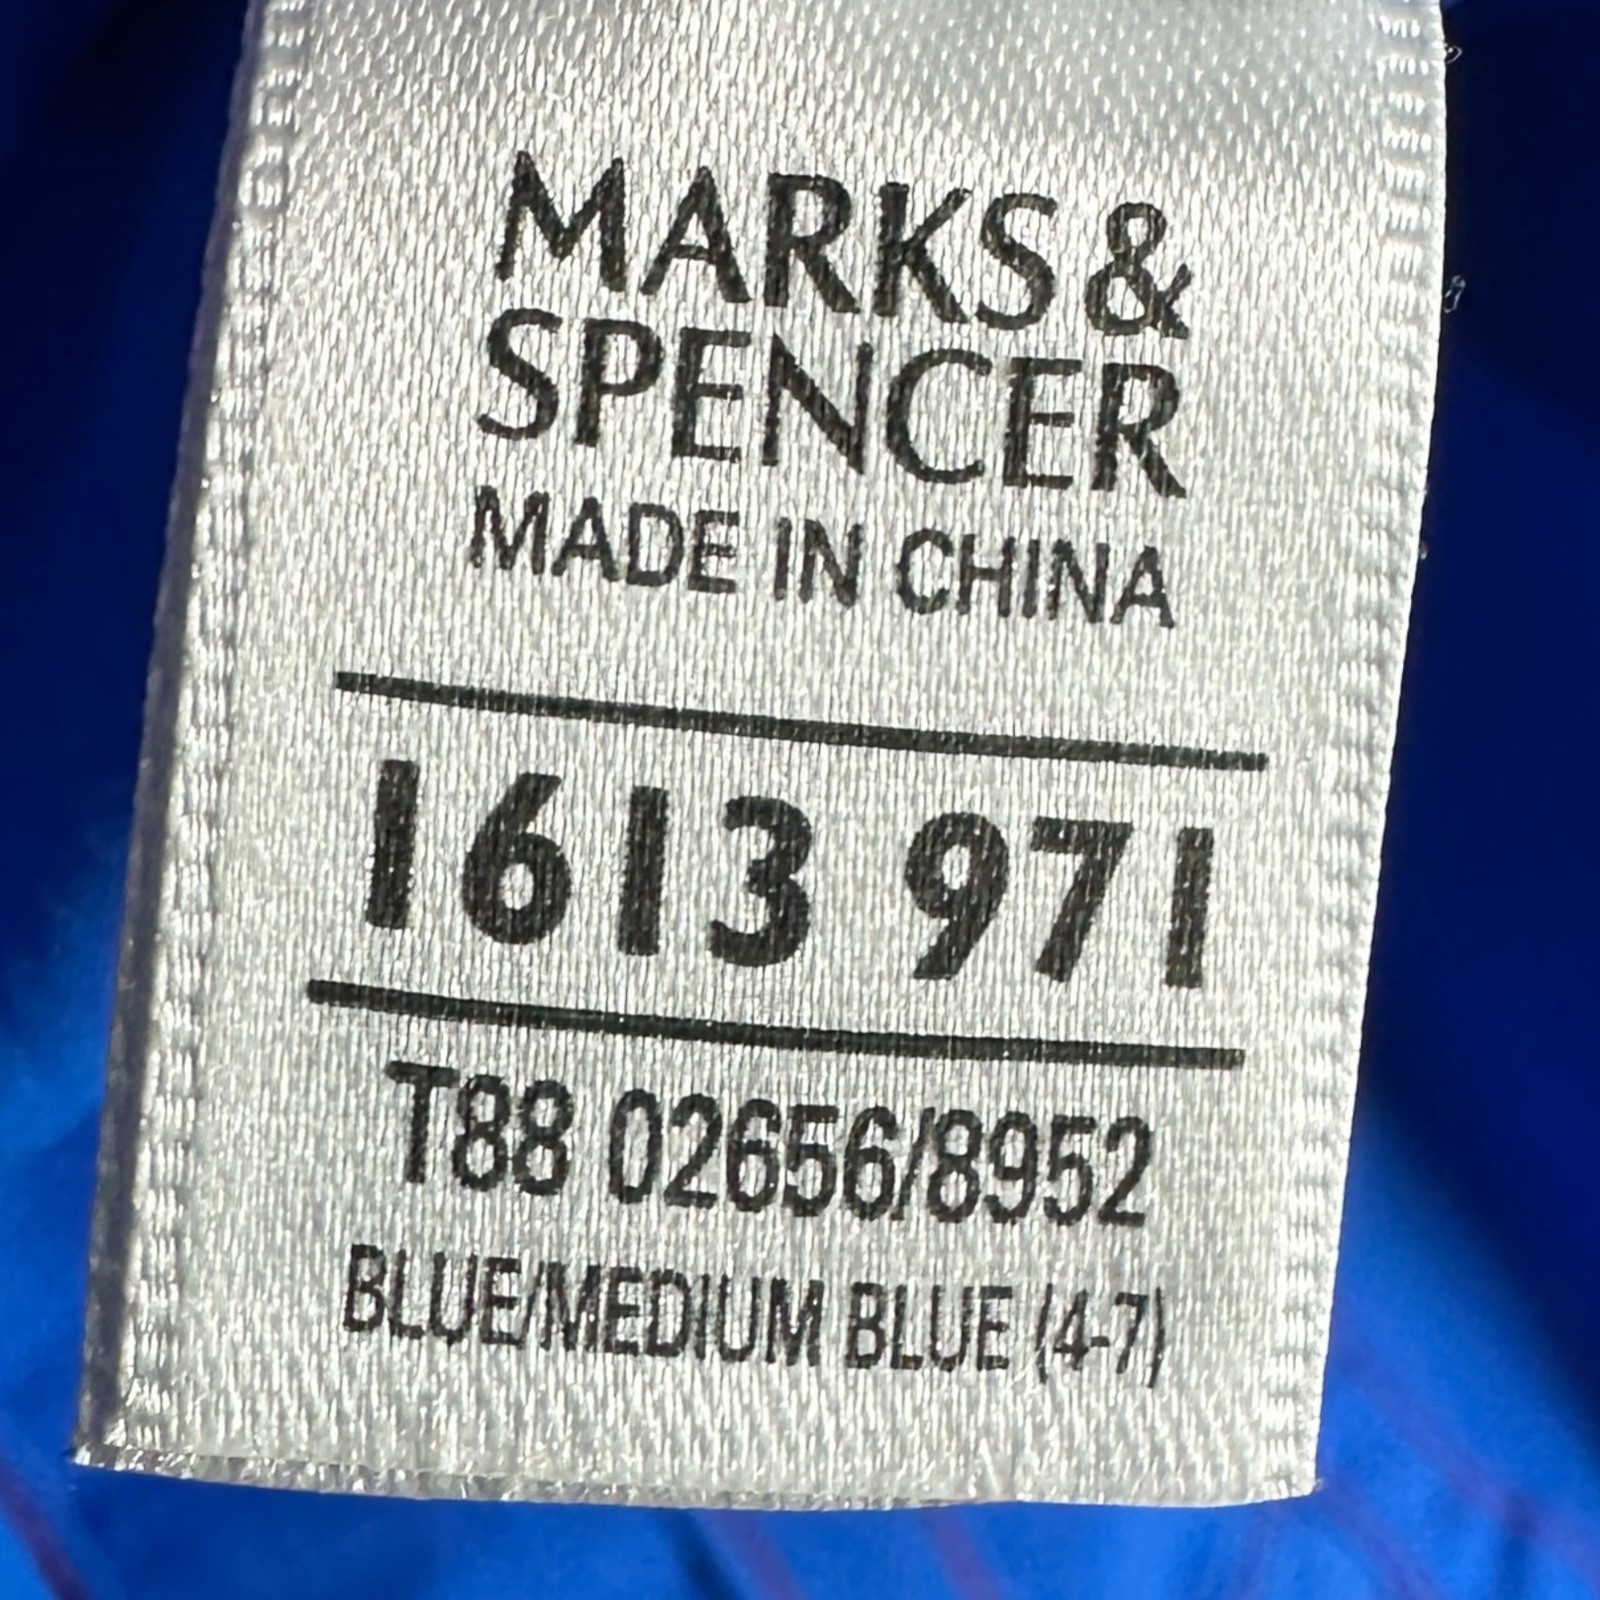 MARKS &
SPENCER
MADE IN CHINA
1613 971
T88 02656/8952
BLUE/MEDIUM BLUE (4-7)